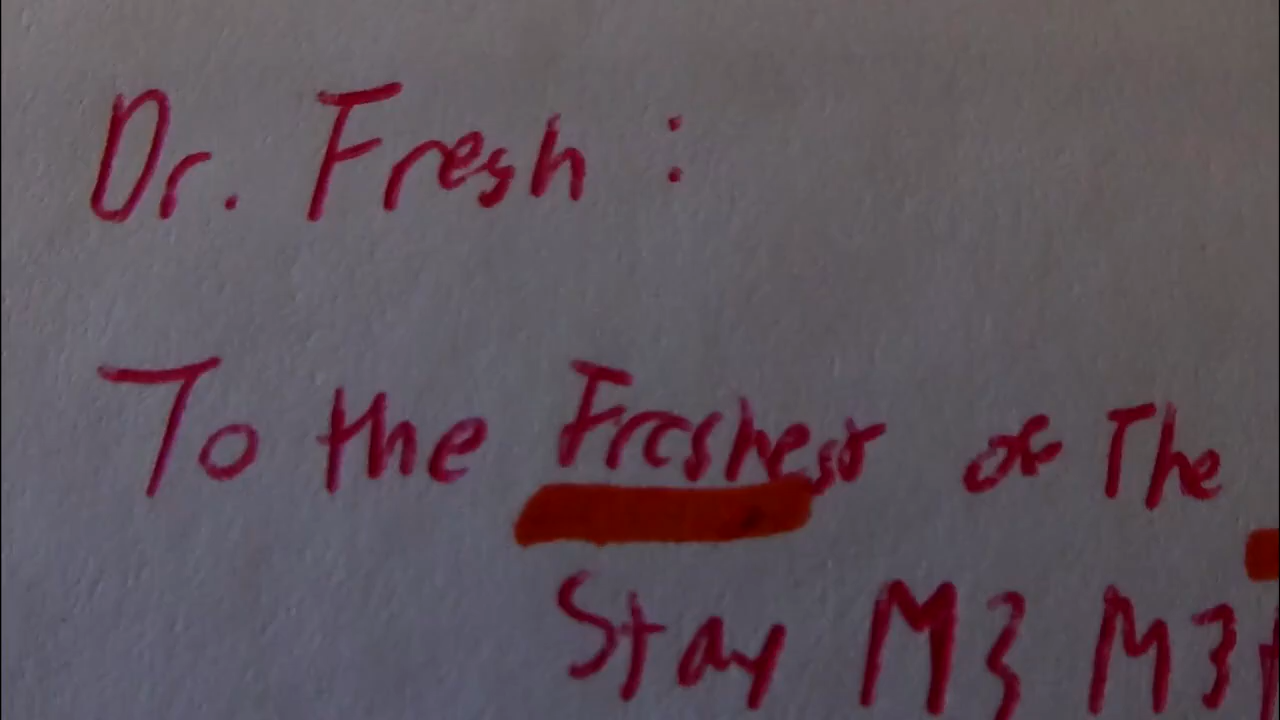 Dr. Fresh :
To the Freshest of The
Stay M3 M3